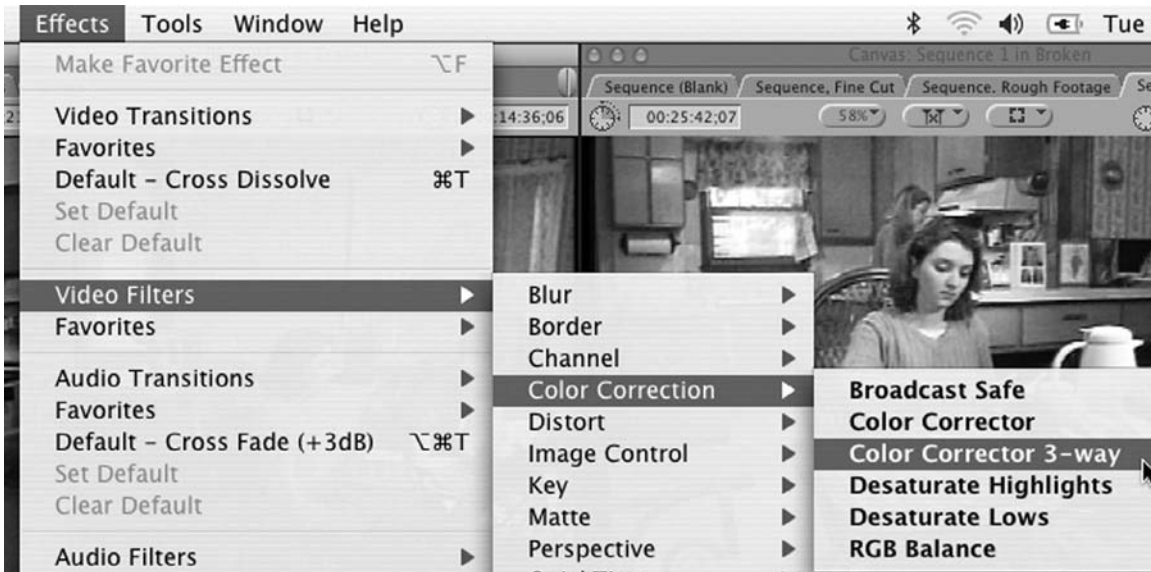 Effects Tools Window Help
Tue
Make Favorite Effect ⌥F
Video Transitions
Favorites
Default – Cross Dissolve ⌘T
Set Default
Clear Default
Video Filters
Favorites
Audio Transitions
Favorites
Default – Cross Fade (+3dB) ⌥⌘T
Set Default
Clear Default
Audio Filters
Canvas: Sequence 1 in Broken
Sequence (Blank)
Sequence, Fine Cut
Sequence. Rough Footage
Se
:14:36;06
00:25:42;07
58%
Blur
Border
Channel
Color Correction
Distort
Image Control
Key
Matte
Perspective
Broadcast Safe
Color Corrector
Color Corrector 3-way
Desaturate Highlights
Desaturate Lows
RGB Balance